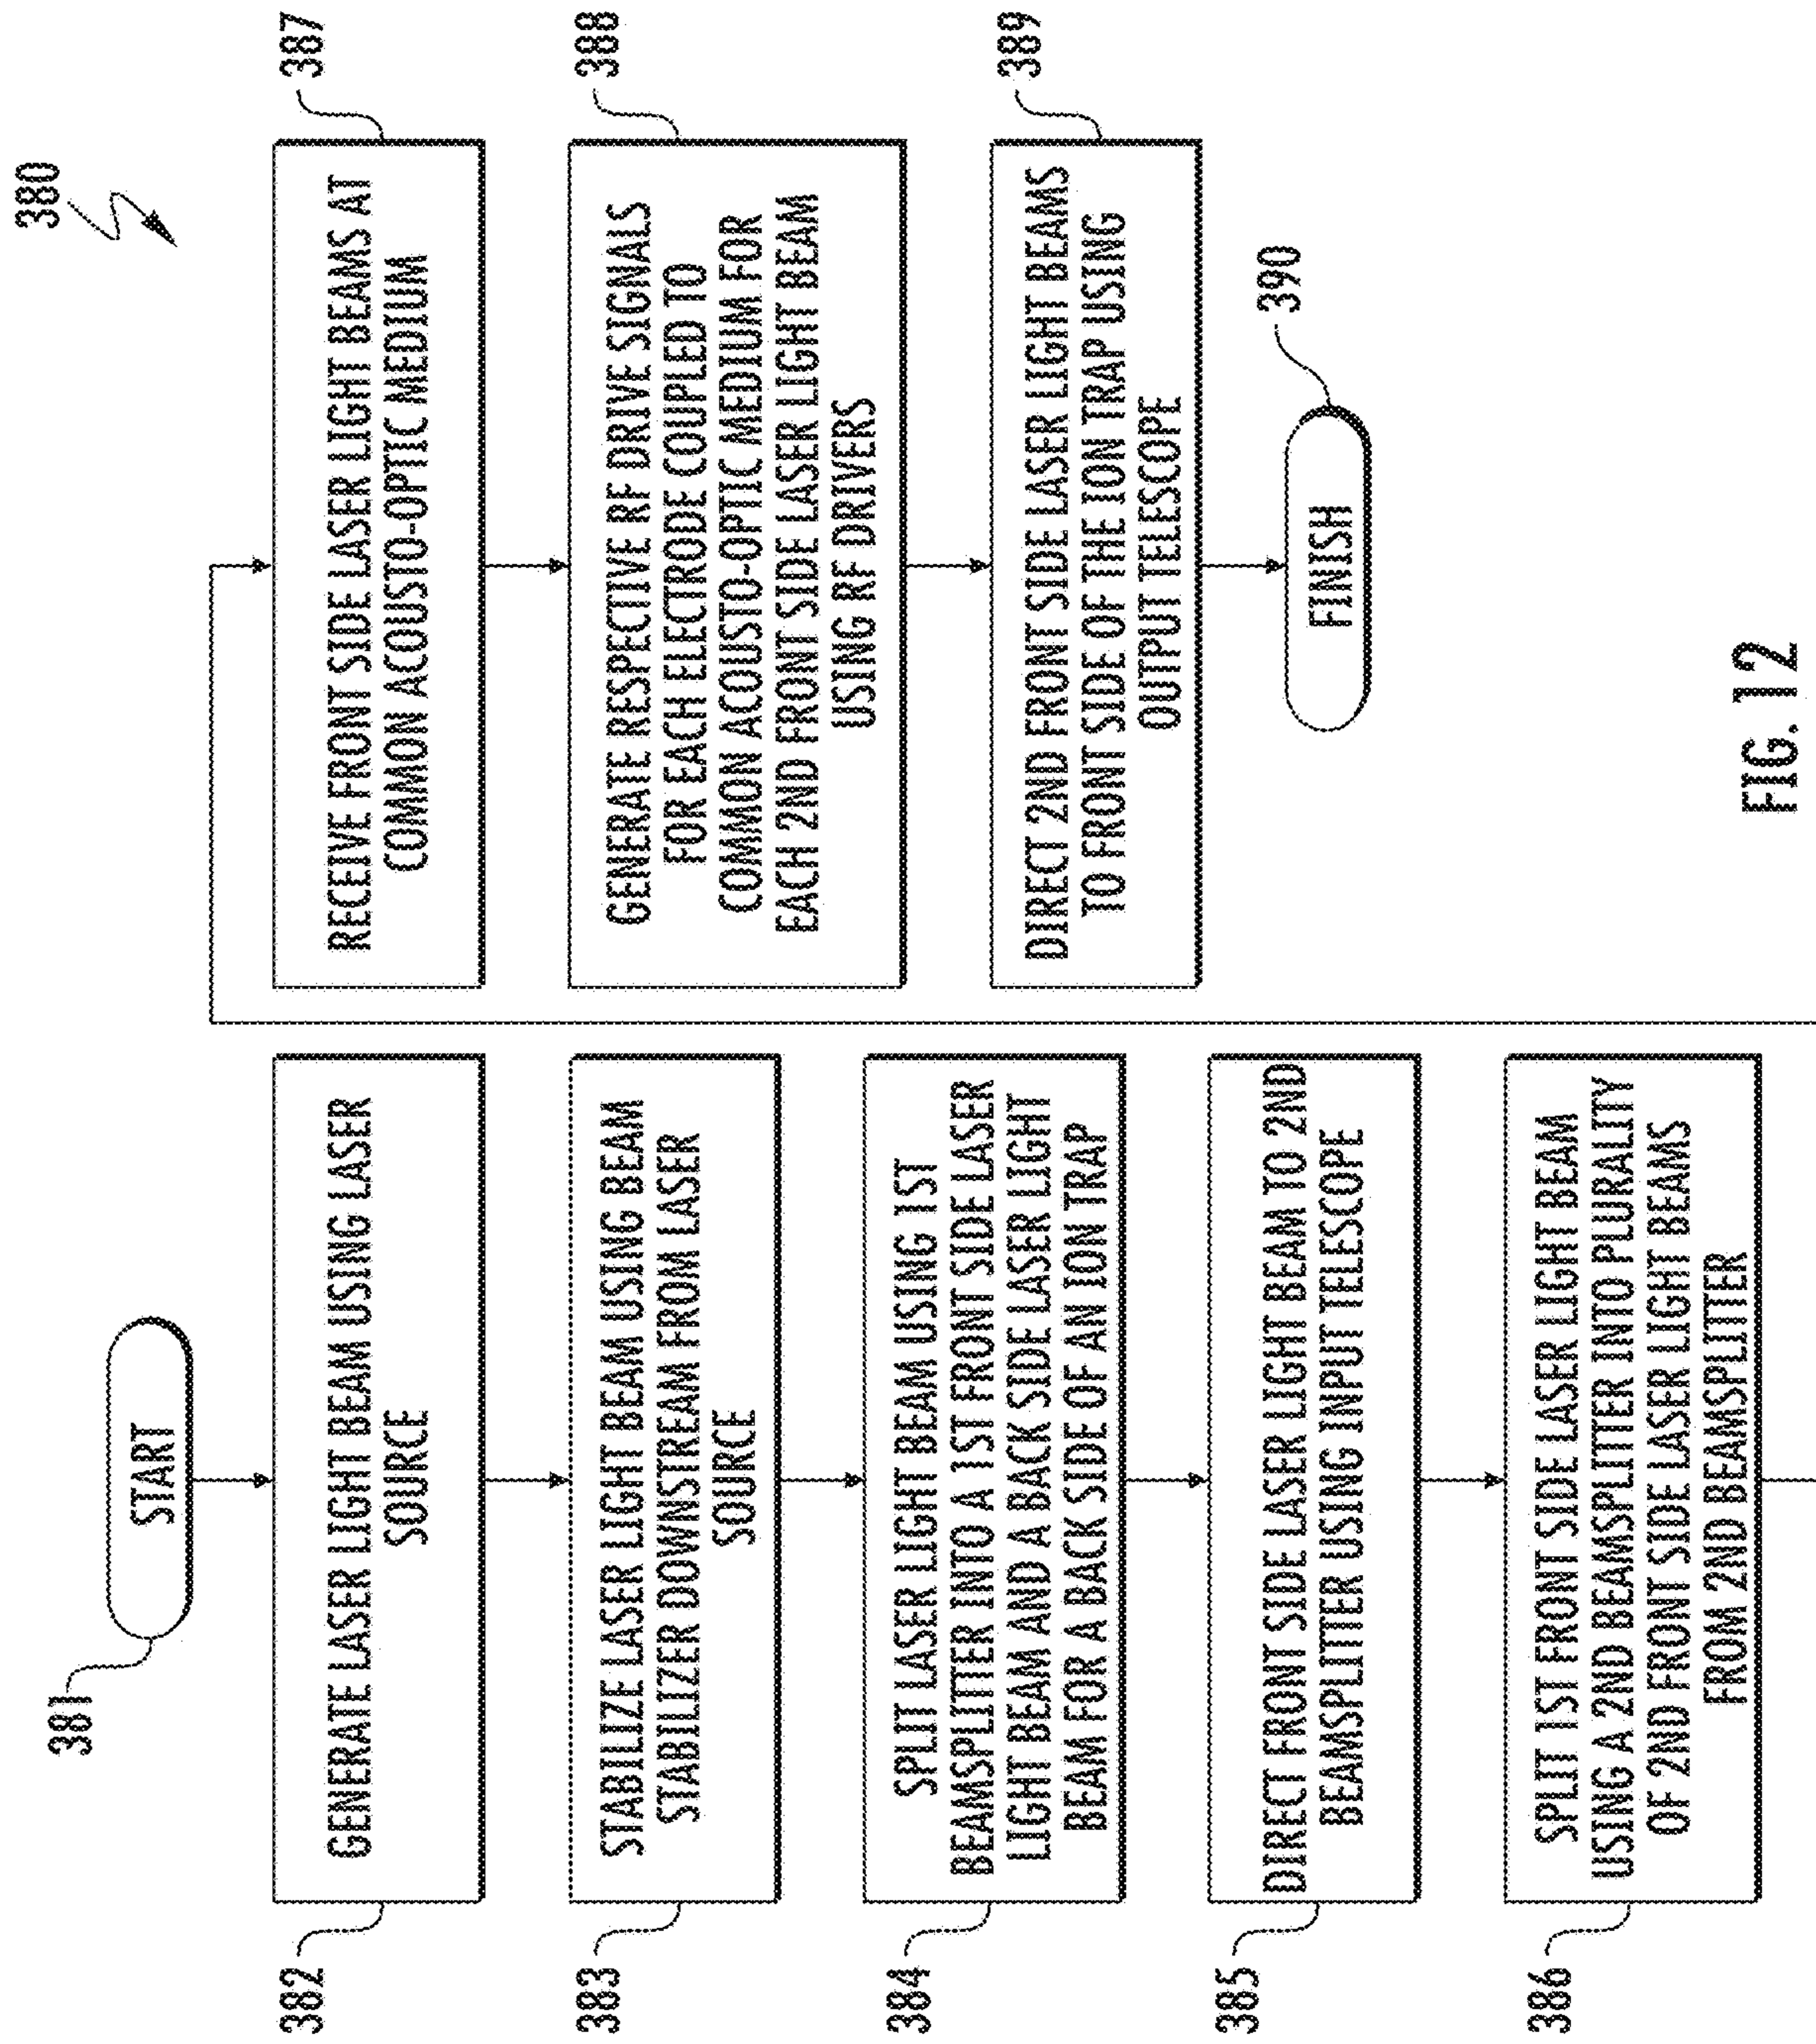 380
START
381
GENERATE LASER LIGHT BEAM USING LASER
SOURCE
382
STABILIZE LASER LIGHT BEAM USING BEAM
STABILIZER DOWNSTREAM FROM LASER
SOURCE
383
SPLIT LASER LIGHT BEAM USING 1ST
BEAMSPLITTER INTO A 1ST FRONT SIDE LASER
LIGHT BEAM AND A BACK SIDE LASER LIGHT
BEAM FOR A BACK SIDE OF AN ION TRAP
384
DIRECT FRONT SIDE LASER LIGHT BEAM TO 2ND
BEAMSPLITTER USING INPUT TELESCOPE
385
SPLIT 1ST FRONT SIDE LASER LIGHT BEAM
USING A 2ND BEAMSPLITTER INTO PLURALITY
OF 2ND FRONT SIDE LASER LIGHT BEAMS
FROM 2ND BEAMSPLITTER
386
RECEIVE FRONT SIDE LASER LIGHT BEAMS AT
COMMON ACOUSTO-OPTIC MEDIUM
387
GENERATE RESPECTIVE RF DRIVE SIGNALS
FOR EACH ELECTRODE COUPLED TO
COMMON ACOUSTO-OPTIC MEDIUM FOR
EACH 2ND FRONT SIDE LASER LIGHT BEAM
USING RF DRIVERS
388
DIRECT 2ND FRONT SIDE LASER LIGHT BEAMS
TO FRONT SIDE OF THE ION TRAP USING
OUTPUT TELESCOPE
389
FINISH
390
FIG. 12